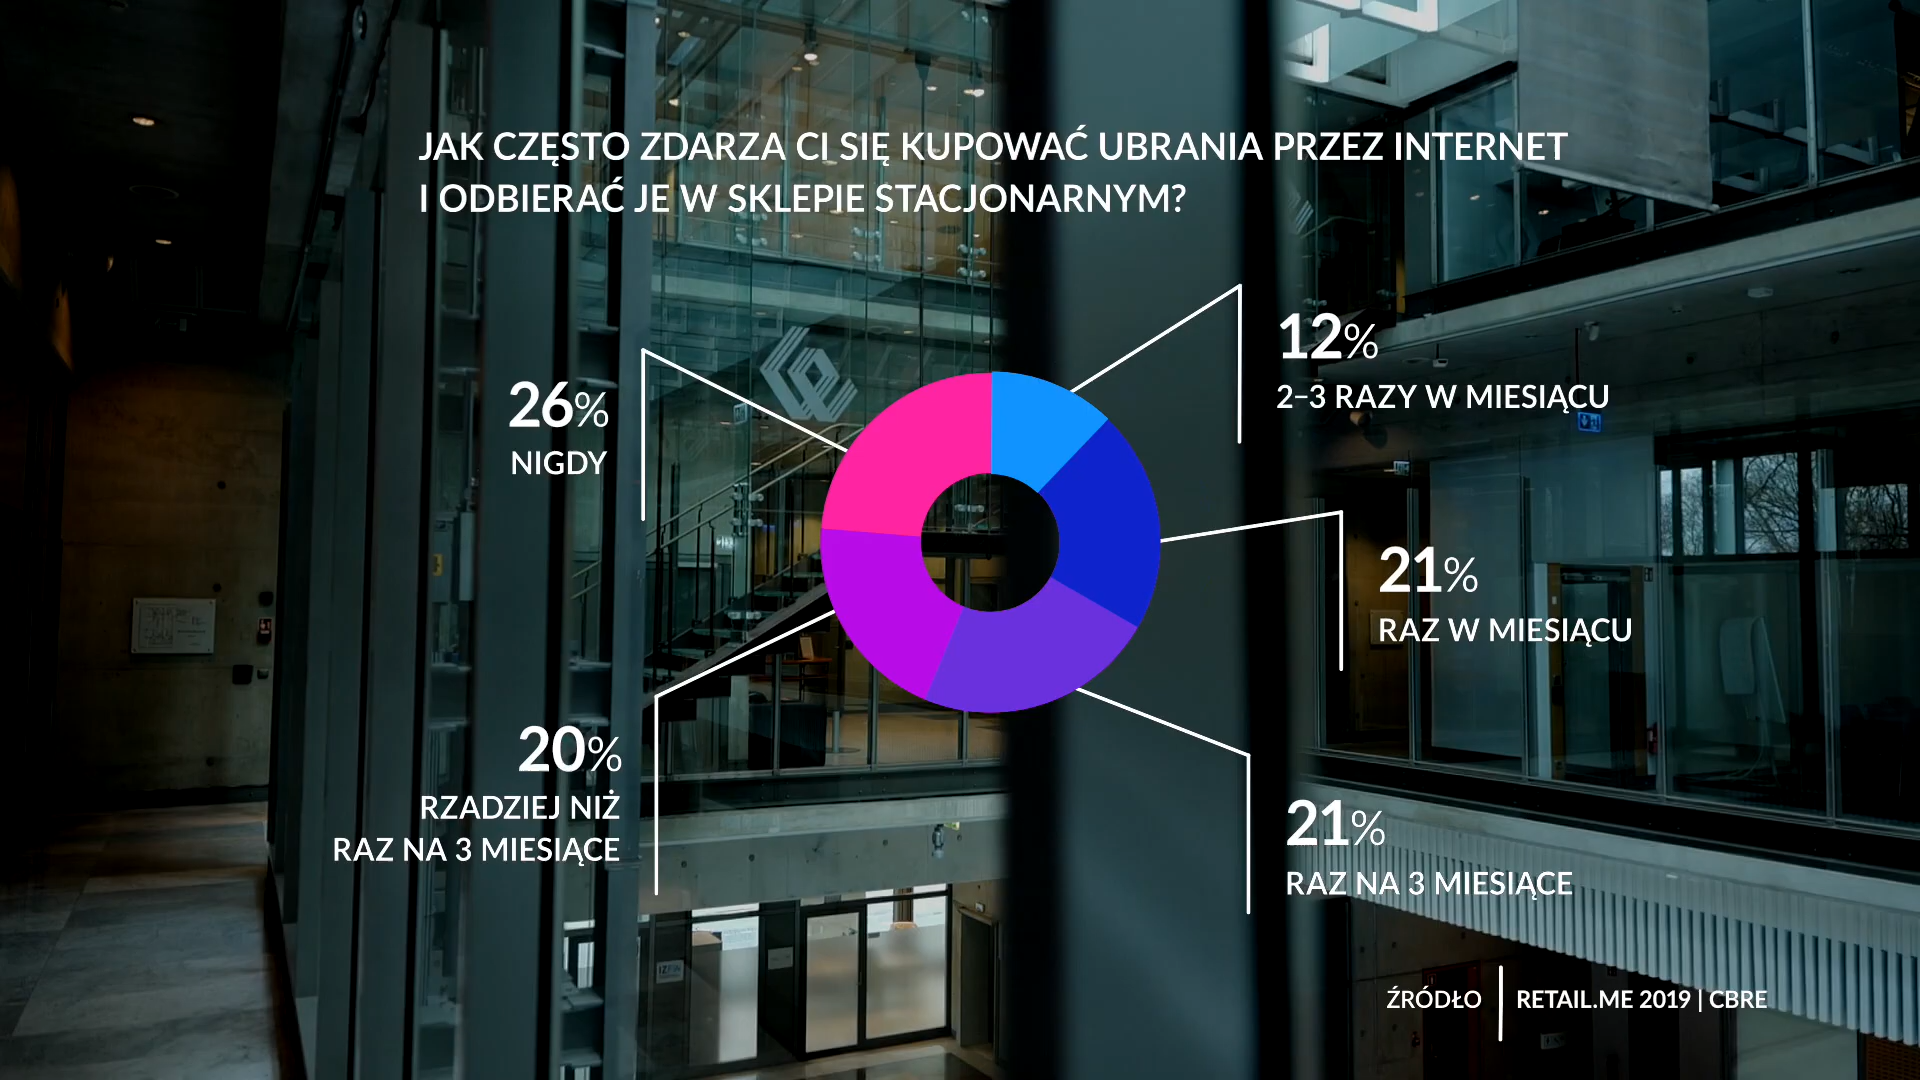 JAK CZĘSTO ZDARZA CI SIĘ KUPOWAĆ UBRANIA PRZEZ INTERNET
I ODBIERAĆ JE W SKLEPIE STACJONARNYM?
12%
2–3 RAZY W MIESIĄCU
26%
NIGDY
21%
RAZ W MIESIĄCU
20%
RZADZIEJ NIŻ
RAZ NA 3 MIESIĄCE
21%
RAZ NA 3 MIESIĄCE
ŹRÓDŁO
RETAIL.ME 2019 | CBRE